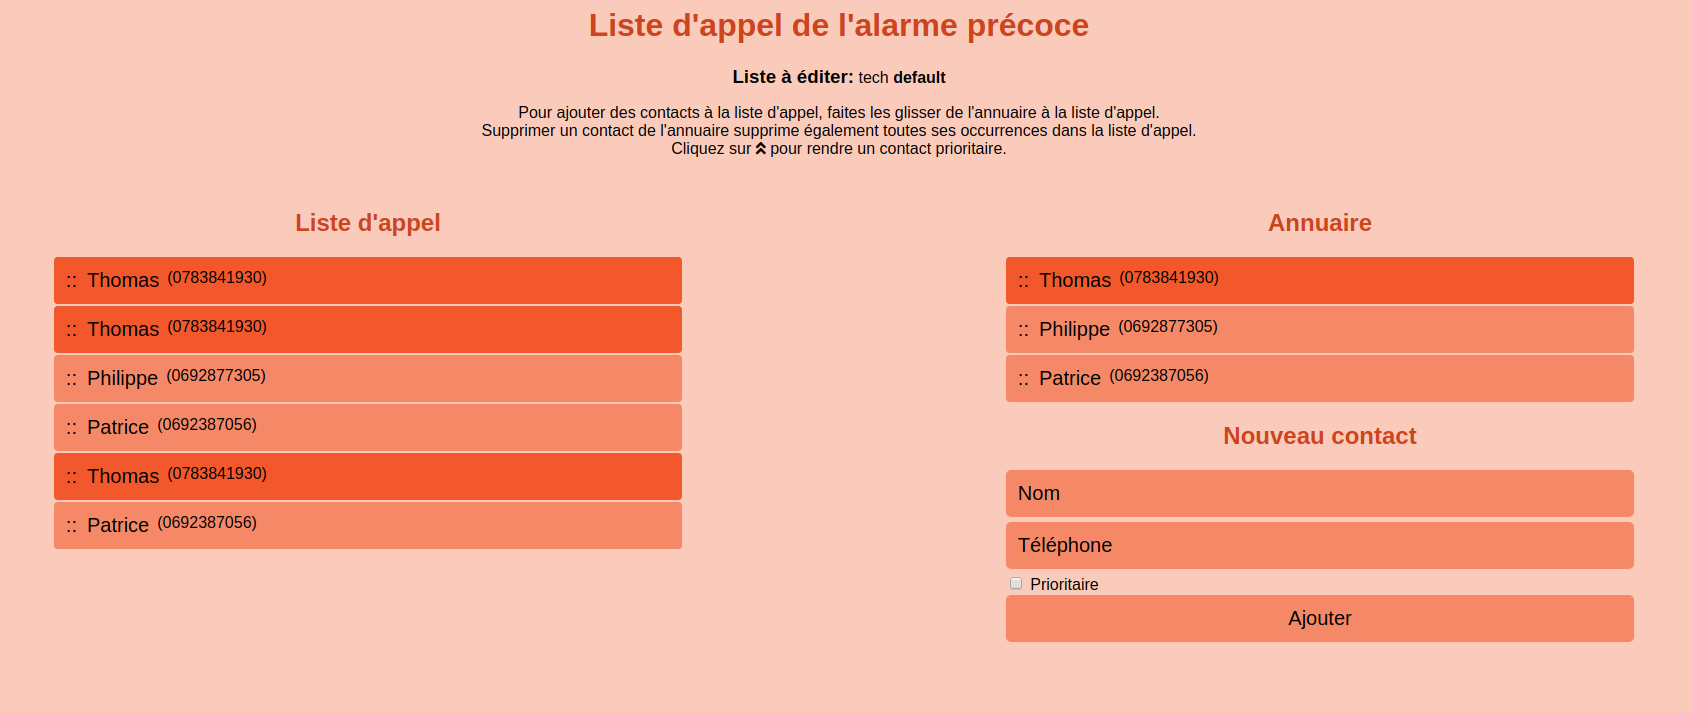 Liste d'appel de l'alarme précoce
Liste à éditer: tech default
Pour ajouter des contacts à la liste d'appel, faites les glisser de l'annuaire à la liste d'appel.
Supprimer un contact de l'annuaire supprime également toutes ses occurrences dans la liste d'appel.
Cliquez sur pour rendre un contact prioritaire.
Liste d'appel
:: Thomas (0783841930)
:: Thomas (0783841930)
:: Philippe (0692877305)
:: Patrice (0692387056)
:: Thomas (0783841930)
:: Patrice (0692387056)
Annuaire
:: Thomas (0783841930)
:: Philippe (0692877305)
:: Patrice (0692387056)
Nouveau contact
Nom
Téléphone
Prioritaire
Ajouter